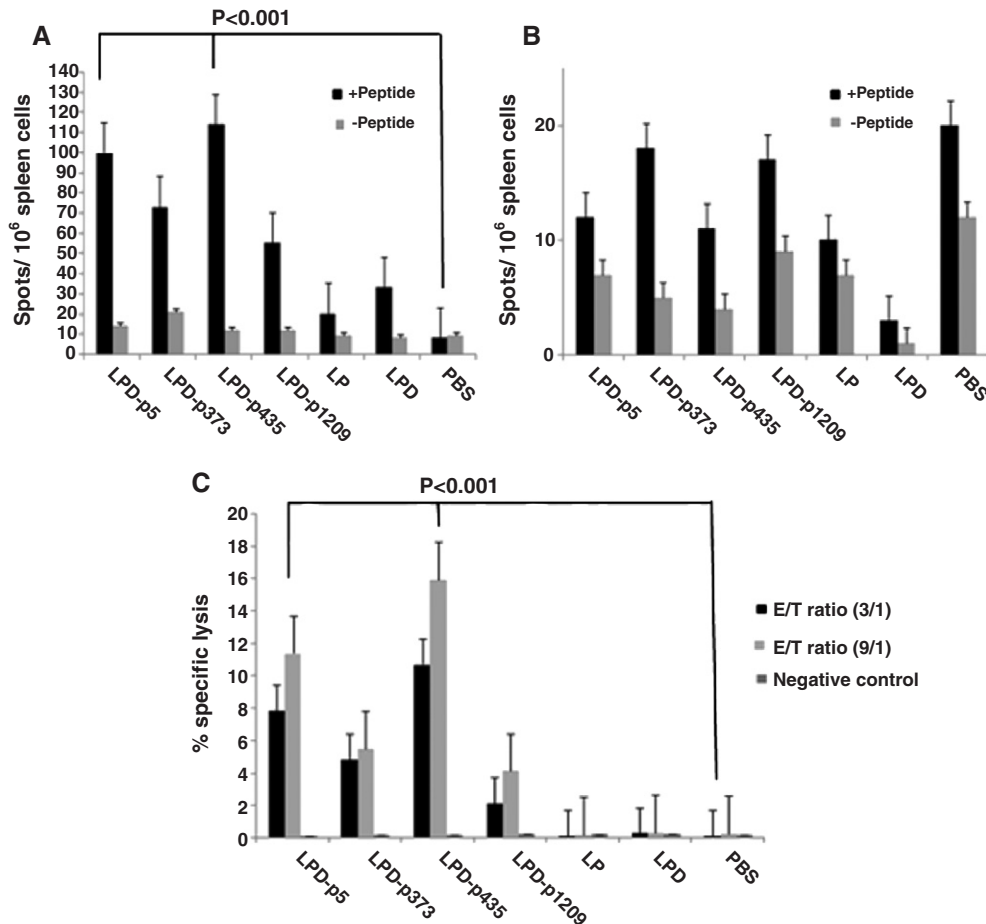 A
P<0.001
140
130
120
110
100
90
80
70
60
50
40
30
20
10
0
Spots/ 10⁶ spleen cells
+Peptide
-Peptide
LPD-p5
LPD-p373
LPD-p435
LPD-p1209
LP
LPD
PBS
B
20
10
0
Spots/ 10⁶ spleen cells
+Peptide
-Peptide
LPD-p5
LPD-p373
LPD-p435
LPD-p1209
LP
LPD
PBS
C
P<0.001
20
18
16
14
12
10
8
6
4
2
0
% specific lysis
E/T ratio (3/1)
E/T ratio (9/1)
Negative control
LPD-p5
LPD-p373
LPD-p435
LPD-p1209
LP
LPD
PBS